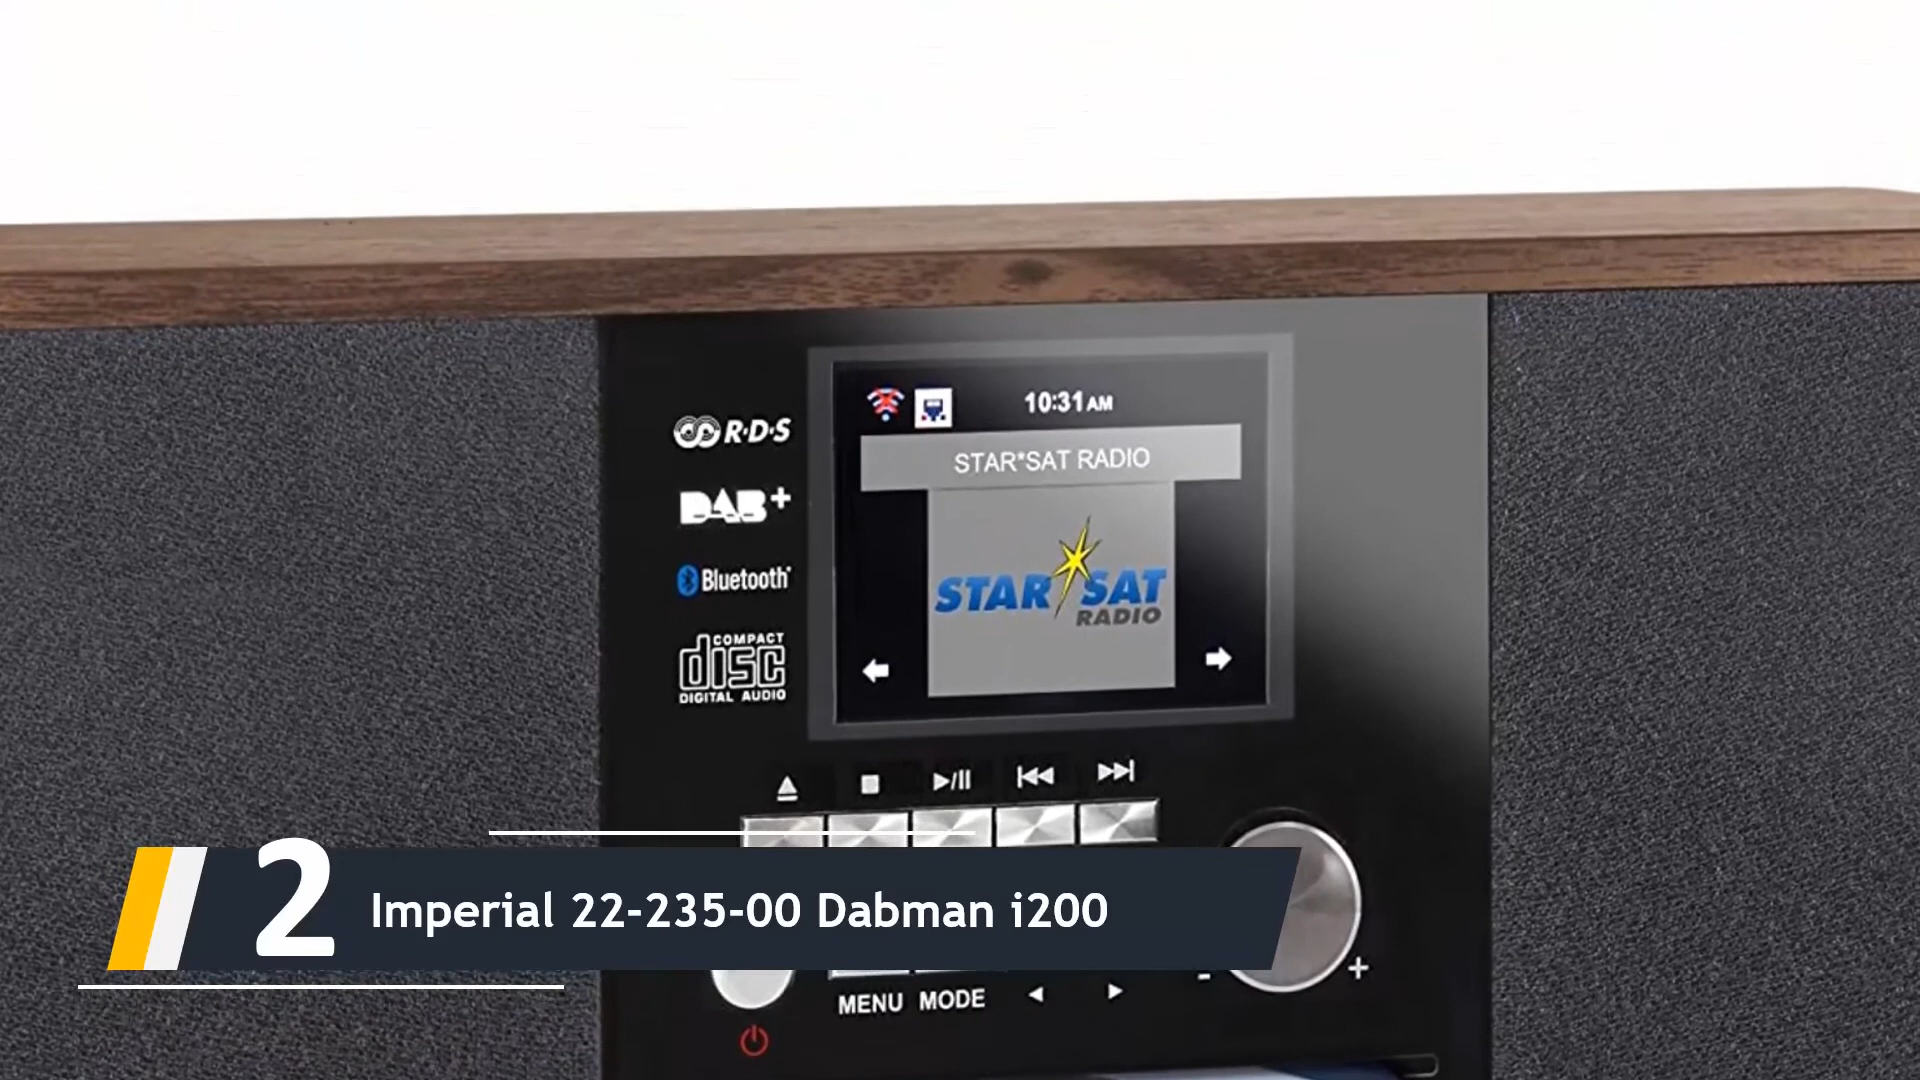 10:31 AM
STAR*SAT RADIO
STAR SAT
RADIO
R·D·S
DAB+
Bluetooth
COMPACT
disc
DIGITAL AUDIO
2
Imperial 22-235-00 Dabman i200
- +
MENU MODE